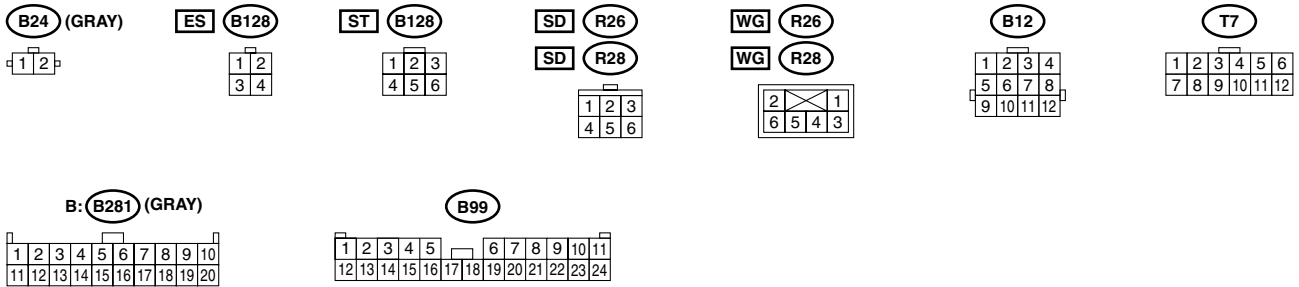 B24 (GRAY) ES B128 ST B128 SD R26 WG R26 B12 T7
SD R28 WG R28
1 2
1 2
3 4
1 2 3
4 5 6
1 2 3
4 5 6
2 1
6 5 4 3
1 2 3 4
5 6 7 8
9 10 11 12
1 2 3 4 5 6
7 8 9 10 11 12
B: B281 (GRAY)
1 2 3 4 5 6 7 8 9 10
11 12 13 14 15 16 17 18 19 20
B99
1 2 3 4 5 6 7 8 9 10 11
12 13 14 15 16 17 18 19 20 21 22 23 24